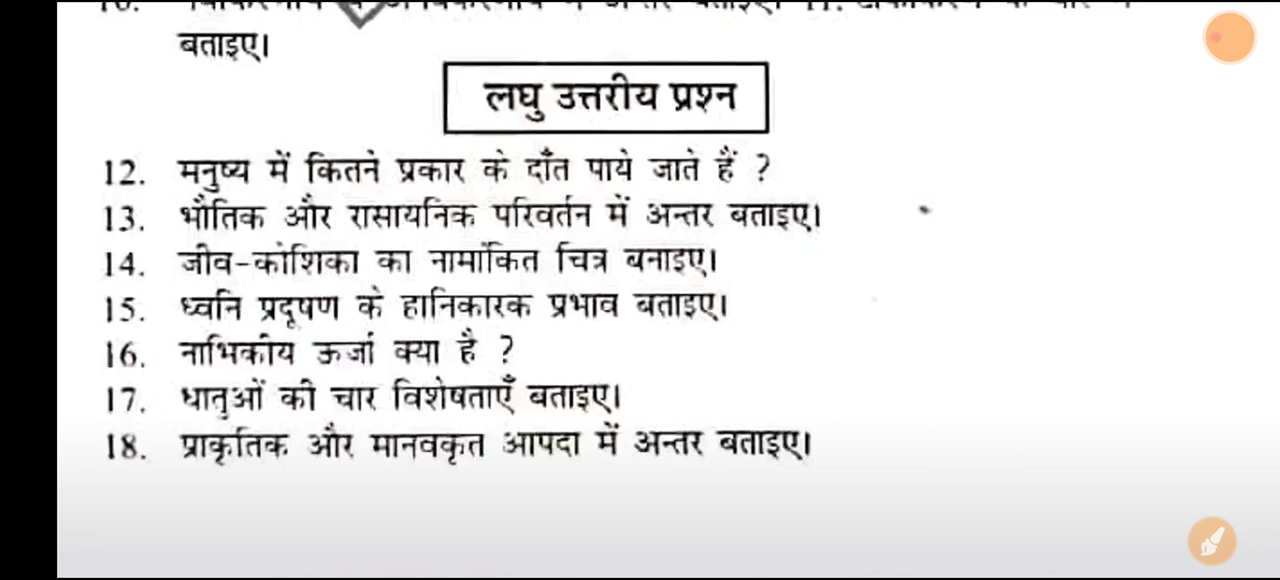 बताइए।
लघु उत्तरीय प्रश्न
12. मनुष्य में कितने प्रकार के दाँत पाये जाते हैं ?
13. भौतिक और रासायनिक परिवर्तन में अन्तर बताइए।
14. जीव-कोशिका का नामांकित चित्र बनाइए।
15. ध्वनि प्रदूषण के हानिकारक प्रभाव बताइए।
16. नाभिकीय ऊर्जा क्या है ?
17. धातुओं की चार विशेषताएँ बताइए।
18. प्राकृतिक और मानवकृत आपदा में अन्तर बताइए।